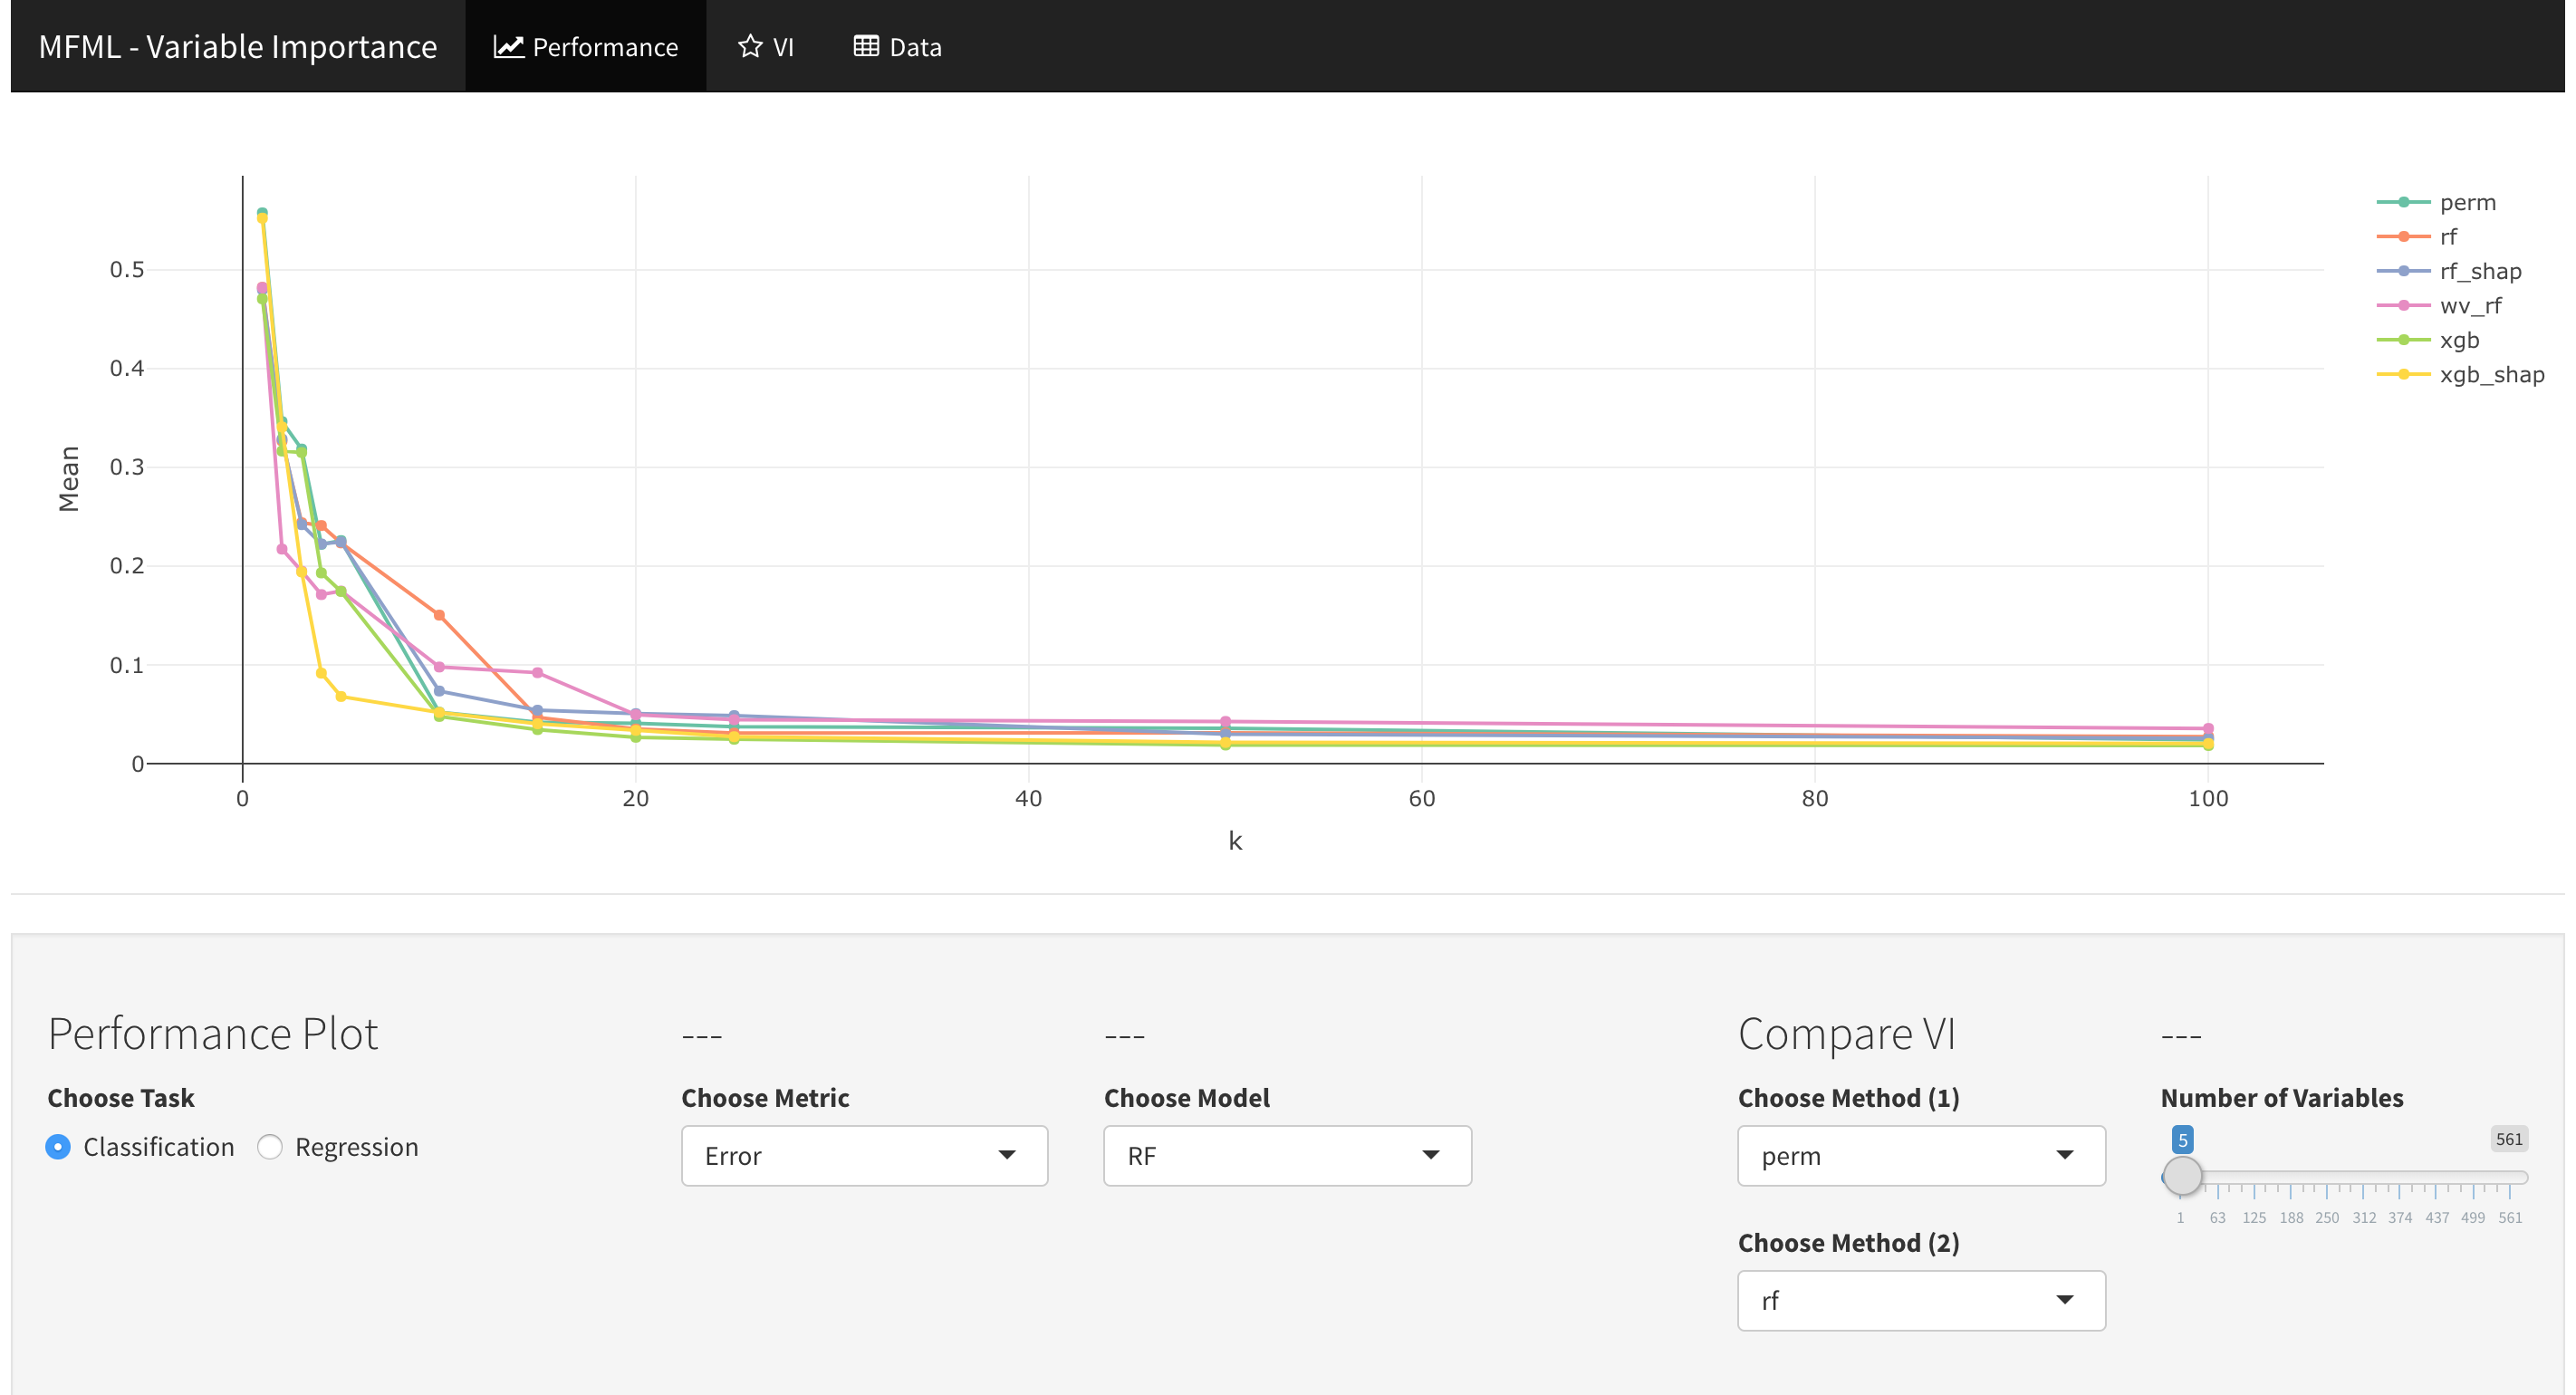 MFML - Variable Importance
Performance
VI
Data
perm
rf
rf_shap
wv_rf
xgb
xgb_shap
0.5
0.4
0.3
0.2
0.1
0
Mean
0 20 40 60 80 100
k
Performance Plot
---
---
Compare VI
---
Choose Task
Classification Regression
Choose Metric
Error
Choose Model
RF
Choose Method (1)
perm
Choose Method (2)
rf
Number of Variables
5 561
1 63 125 188 250 312 374 437 499 561